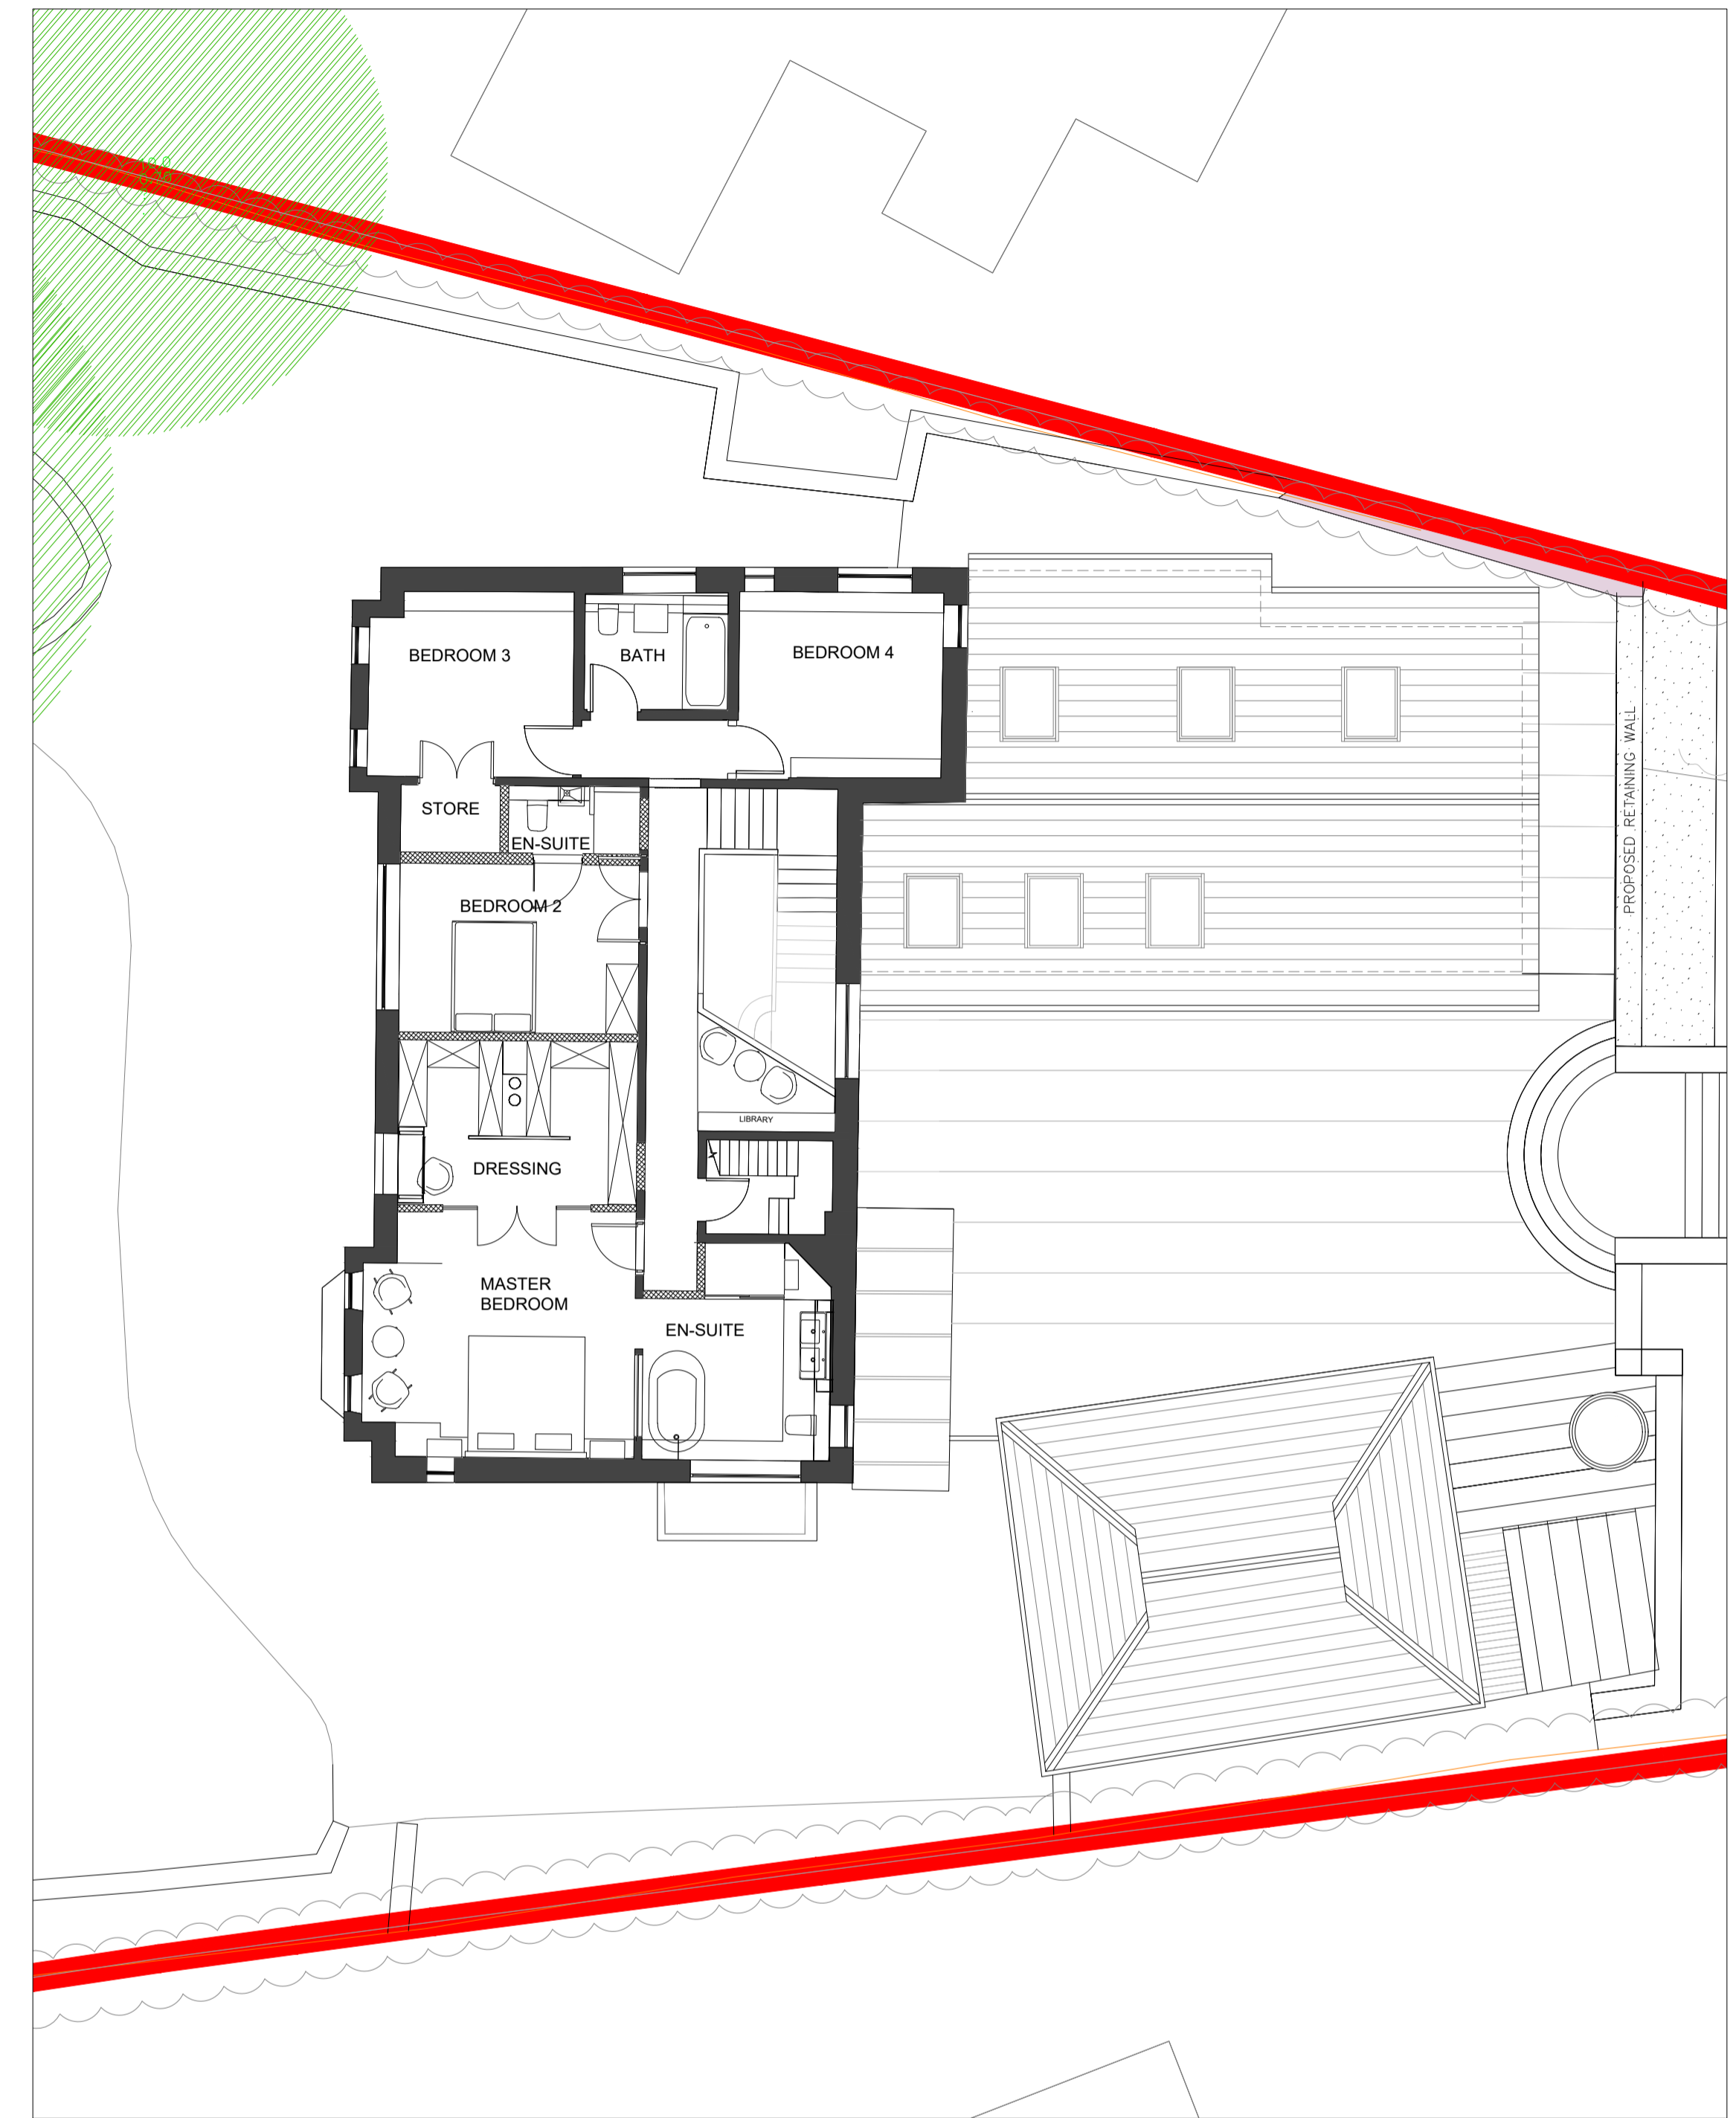 BEDROOM 3
BATH
BEDROOM 4
STORE
EN-SUITE
BEDROOM 2
PROPOSED RETAINING WALL
LIBRARY
DRESSING
MASTER
BEDROOM
EN-SUITE